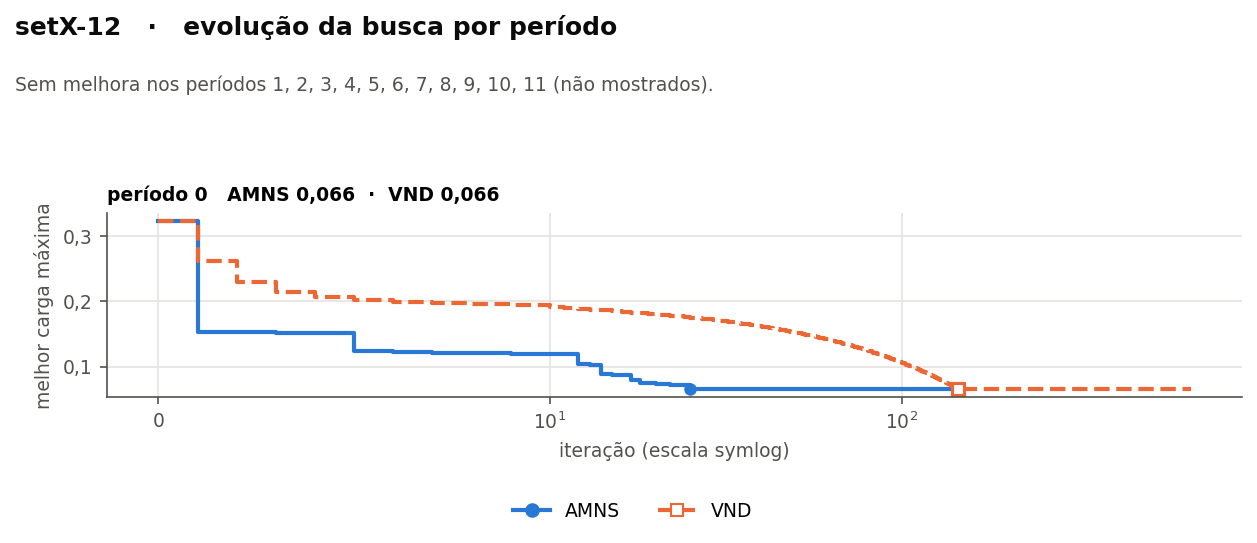 setX-12 · evolução da busca por período
Sem melhora nos períodos 1, 2, 3, 4, 5, 6, 7, 8, 9, 10, 11 (não mostrados).
período 0 AMNS 0,066 · VND 0,066
melhor carga máxima
0,3
0,2
0,1
0
10¹
10²
iteração (escala symlog)
AMNS
VND